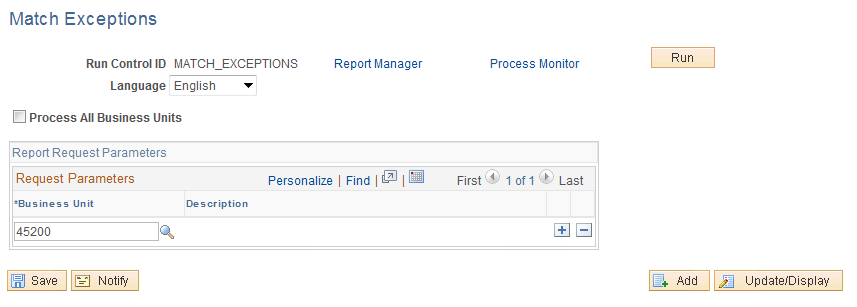 Match Exceptions
Run Control ID MATCH_EXCEPTIONS Report Manager Process Monitor Run
Language English
Process All Business Units
Report Request Parameters
Request Parameters Personalize | Find | | First 1 of 1 Last
*Business Unit Description
45200
Save Notify Add Update/Display